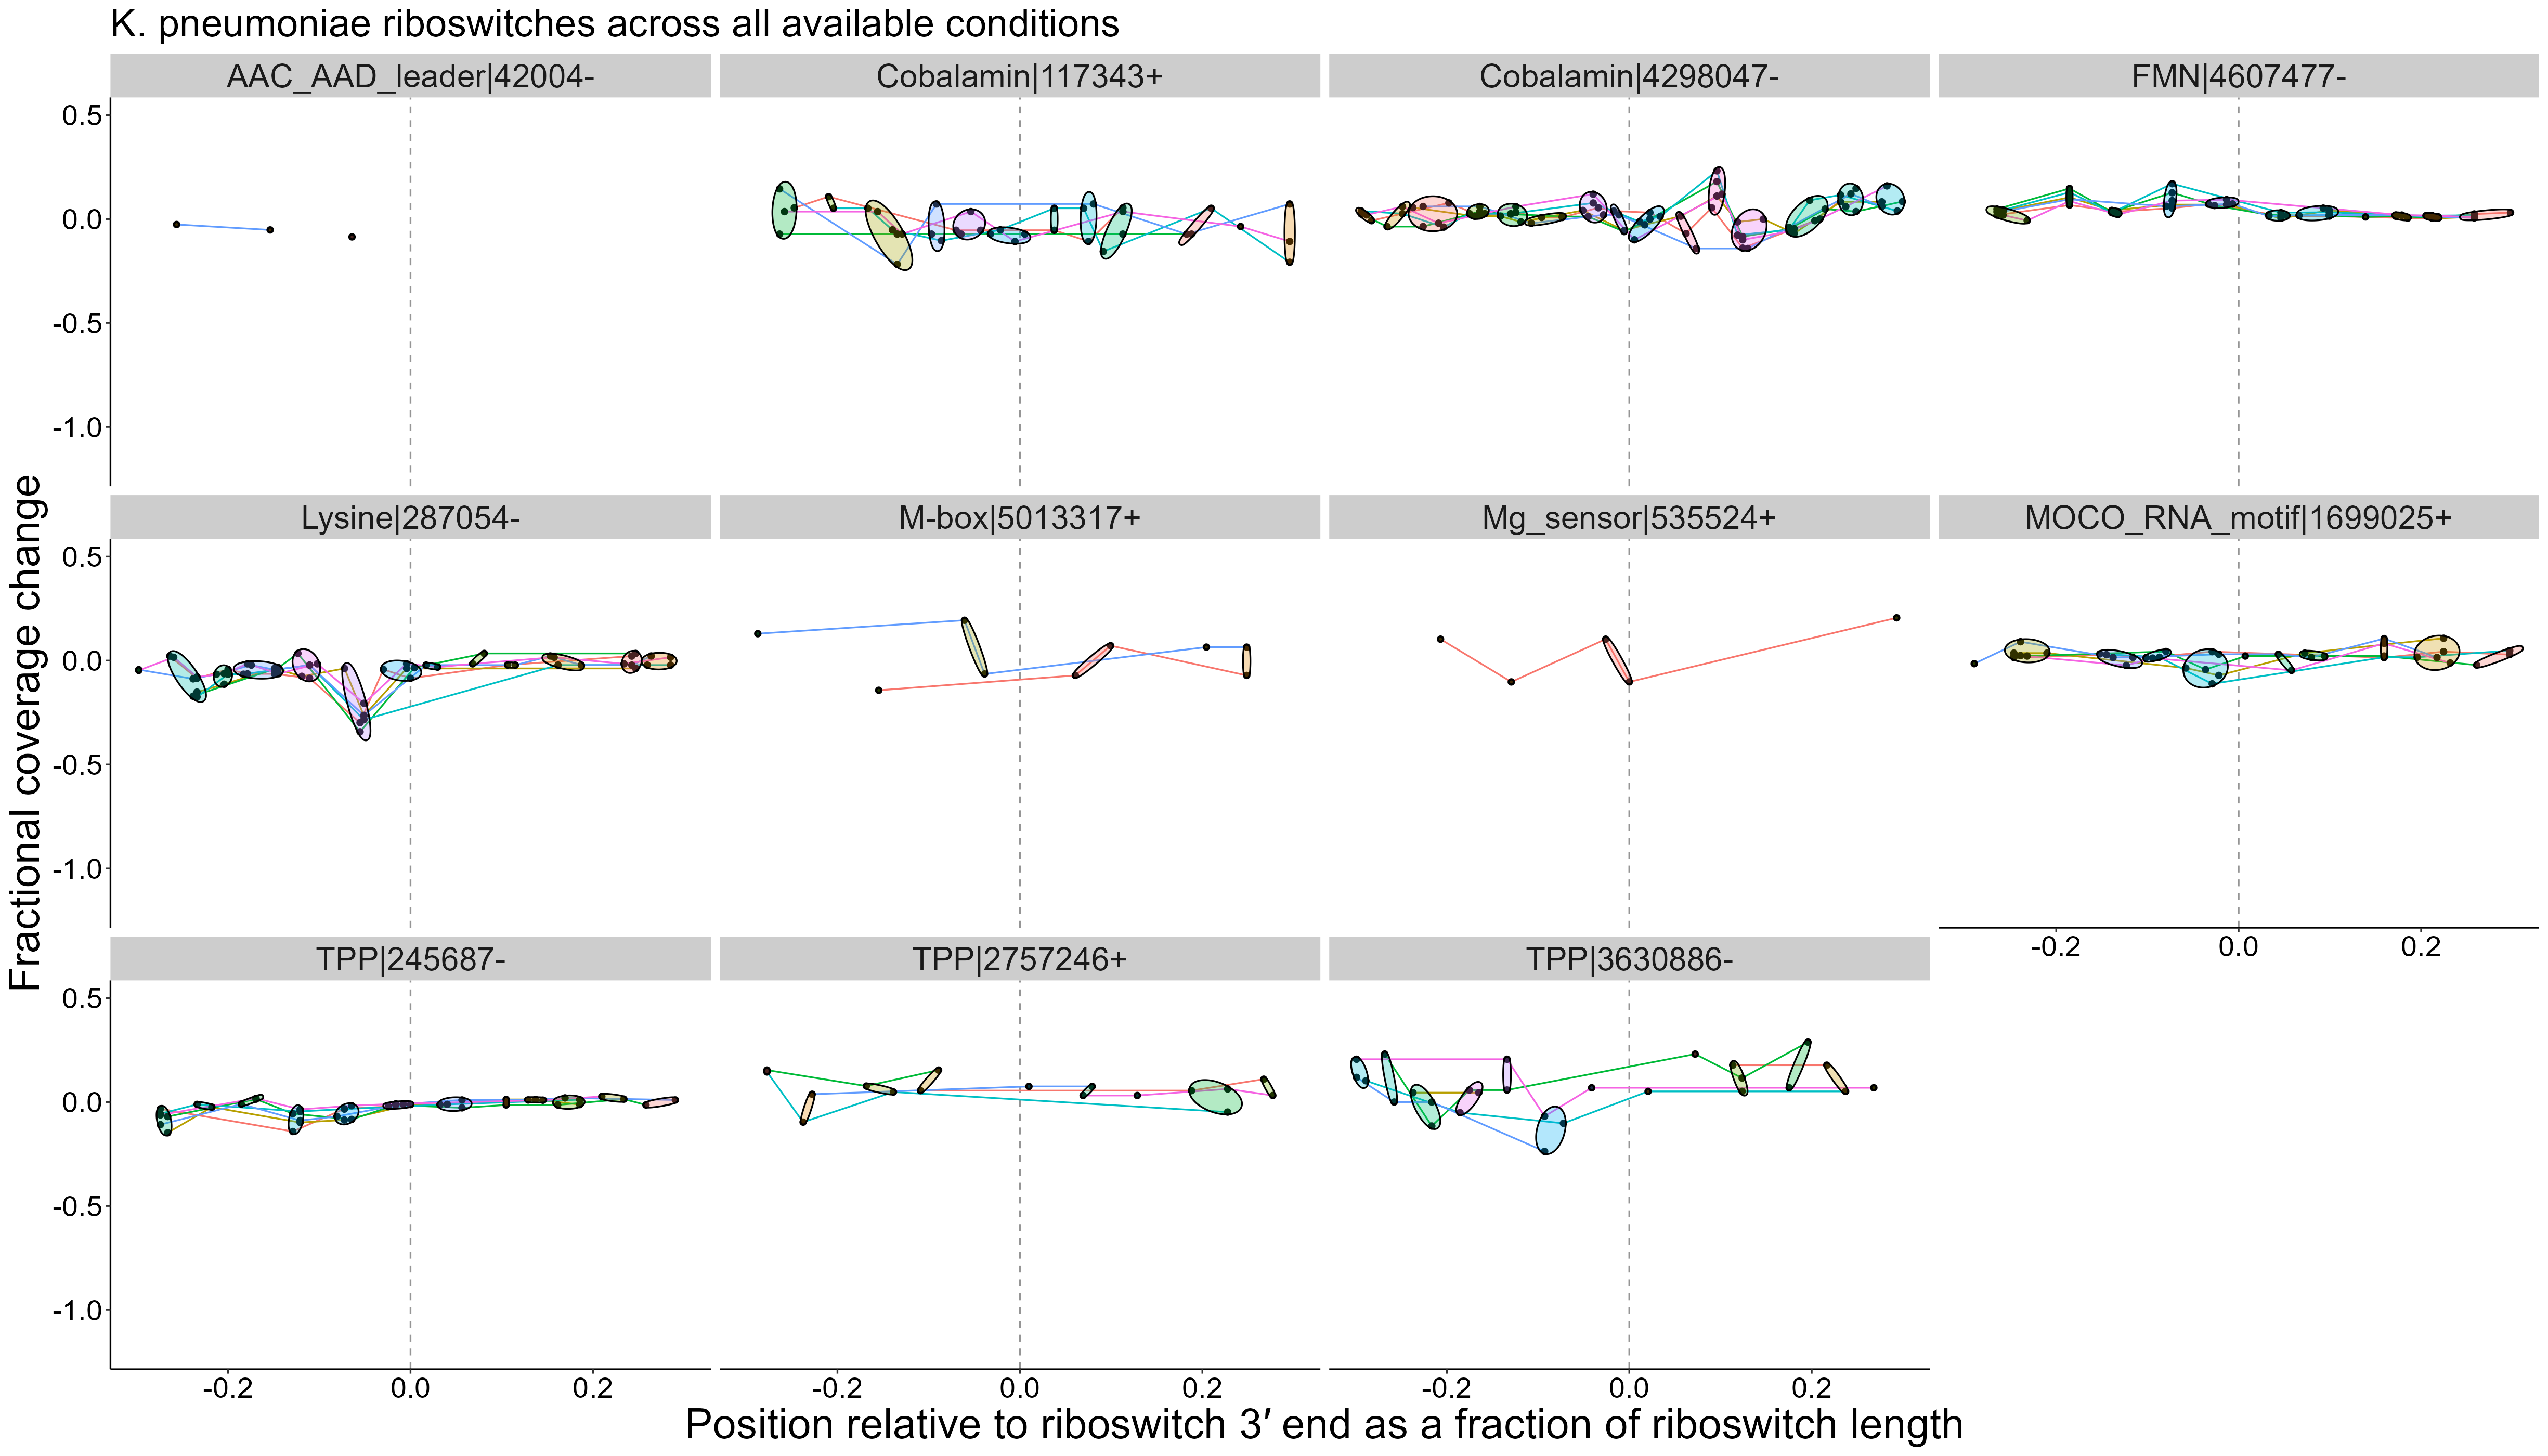 K. pneumoniae riboswitches across all available conditions
AAC_AAD_leader|42004-
Cobalamin|117343+
Cobalamin|4298047-
FMN|4607477-
0.5
0.0
-0.5
-1.0
Lysine|287054-
M-box|5013317+
Mg_sensor|535524+
MOCO_RNA_motif|1699025+
0.5
0.0
-0.5
-1.0
-0.2 0.0 0.2
TPP|245687-
TPP|2757246+
TPP|3630886-
0.5
0.0
-0.5
-1.0
-0.2 0.0 0.2
-0.2 0.0 0.2
-0.2 0.0 0.2
Fractional coverage change
Position relative to riboswitch 3′ end as a fraction of riboswitch length